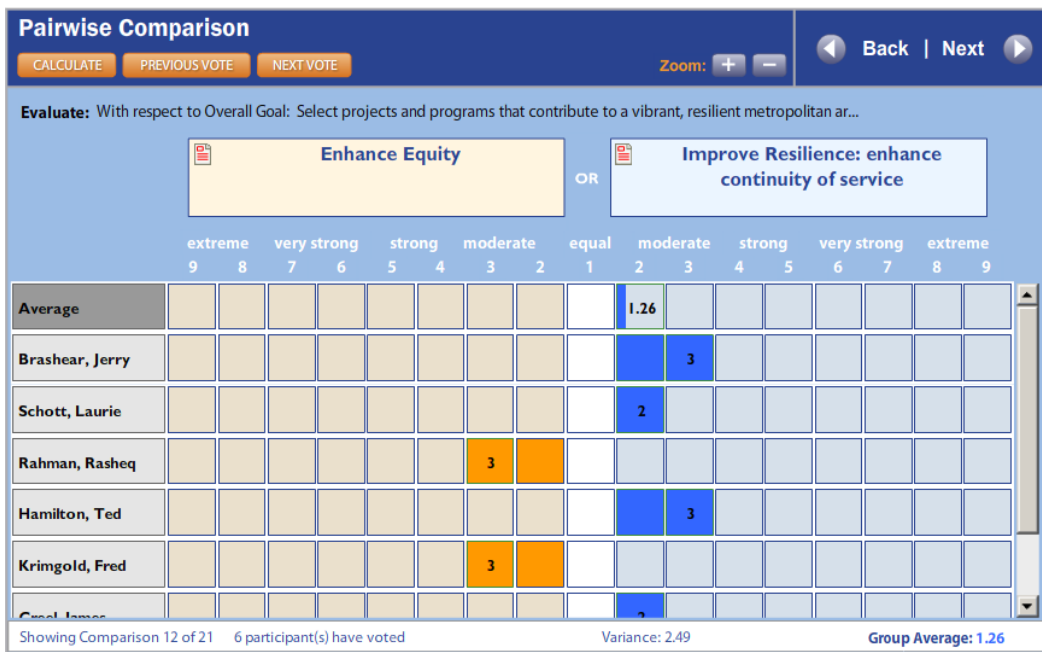 Pairwise Comparison
CALCULATE PREVIOUS VOTE NEXT VOTE Zoom: + − Back | Next
Evaluate: With respect to Overall Goal: Select projects and programs that contribute to a vibrant, resilient metropolitan ar...
Enhance Equity
OR
Improve Resilience: enhance
continuity of service
extreme very strong strong moderate equal moderate strong very strong extreme
9 8 7 6 5 4 3 2 1 2 3 4 5 6 7 8 9
Average 1.26
Brashear, Jerry 3
Schott, Laurie 2
Rahman, Rasheq 3
Hamilton, Ted 3
Krimgold, Fred 3
James 2
Showing Comparison 12 of 21 6 participant(s) have voted Variance: 2.49 Group Average: 1.26